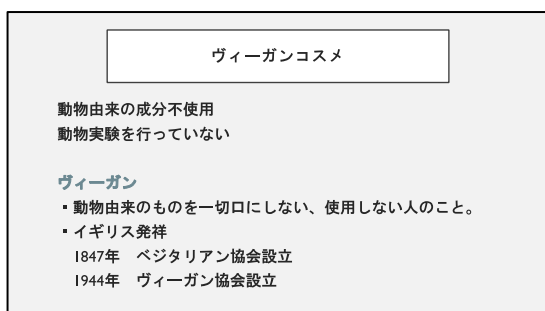 ヴィーガンコスメ
動物由来の成分不使用
動物実験を行っていない
ヴィーガン
▪動物由来のものを一切口にしない、使用しない人のこと。
▪イギリス発祥
1847年　ベジタリアン協会設立
1944年　ヴィーガン協会設立